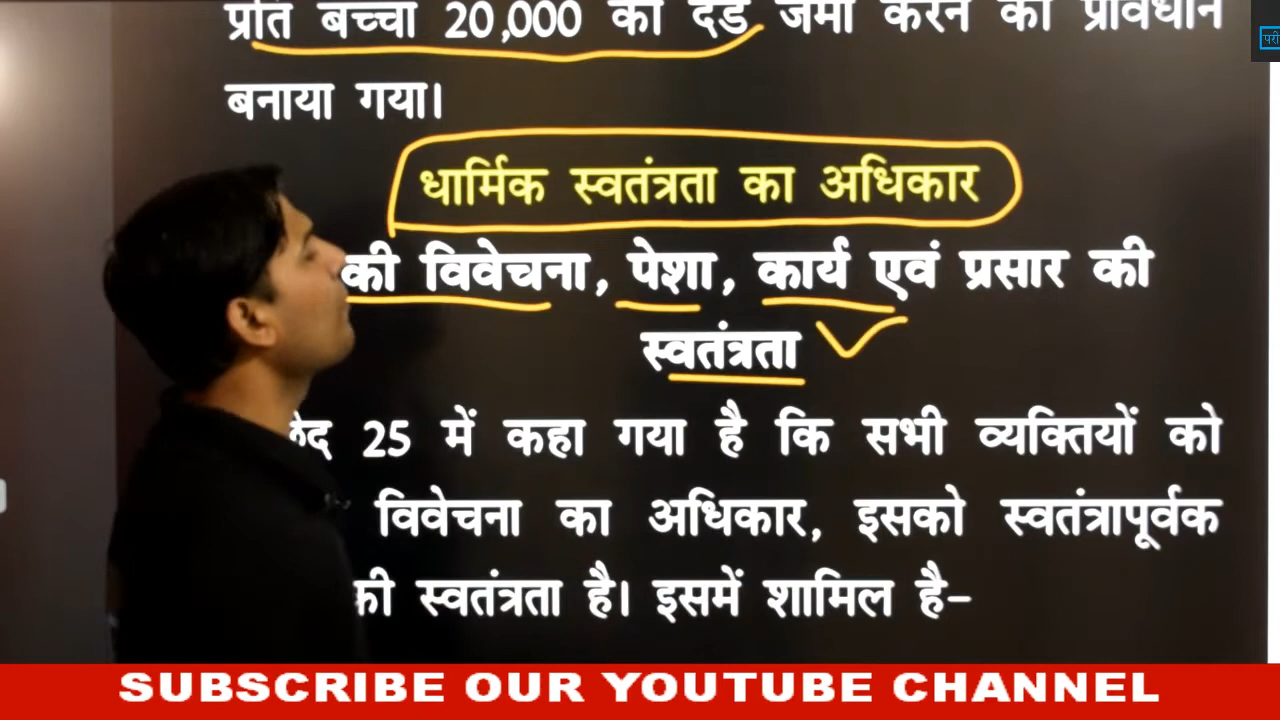 प्रति बच्चा 20,000 का दंड जमा करने का प्रावधान
बनाया गया।
धार्मिक स्वतंत्रता का अधिकार
की विवेचना, पेशा, कार्य एवं प्रसार की
स्वतंत्रता
25 में कहा गया है कि सभी व्यक्तियों को
विवेचना का अधिकार, इसको स्वतंत्रापूर्वक
की स्वतंत्रता है। इसमें शामिल है–
SUBSCRIBE OUR YOUTUBE CHANNEL